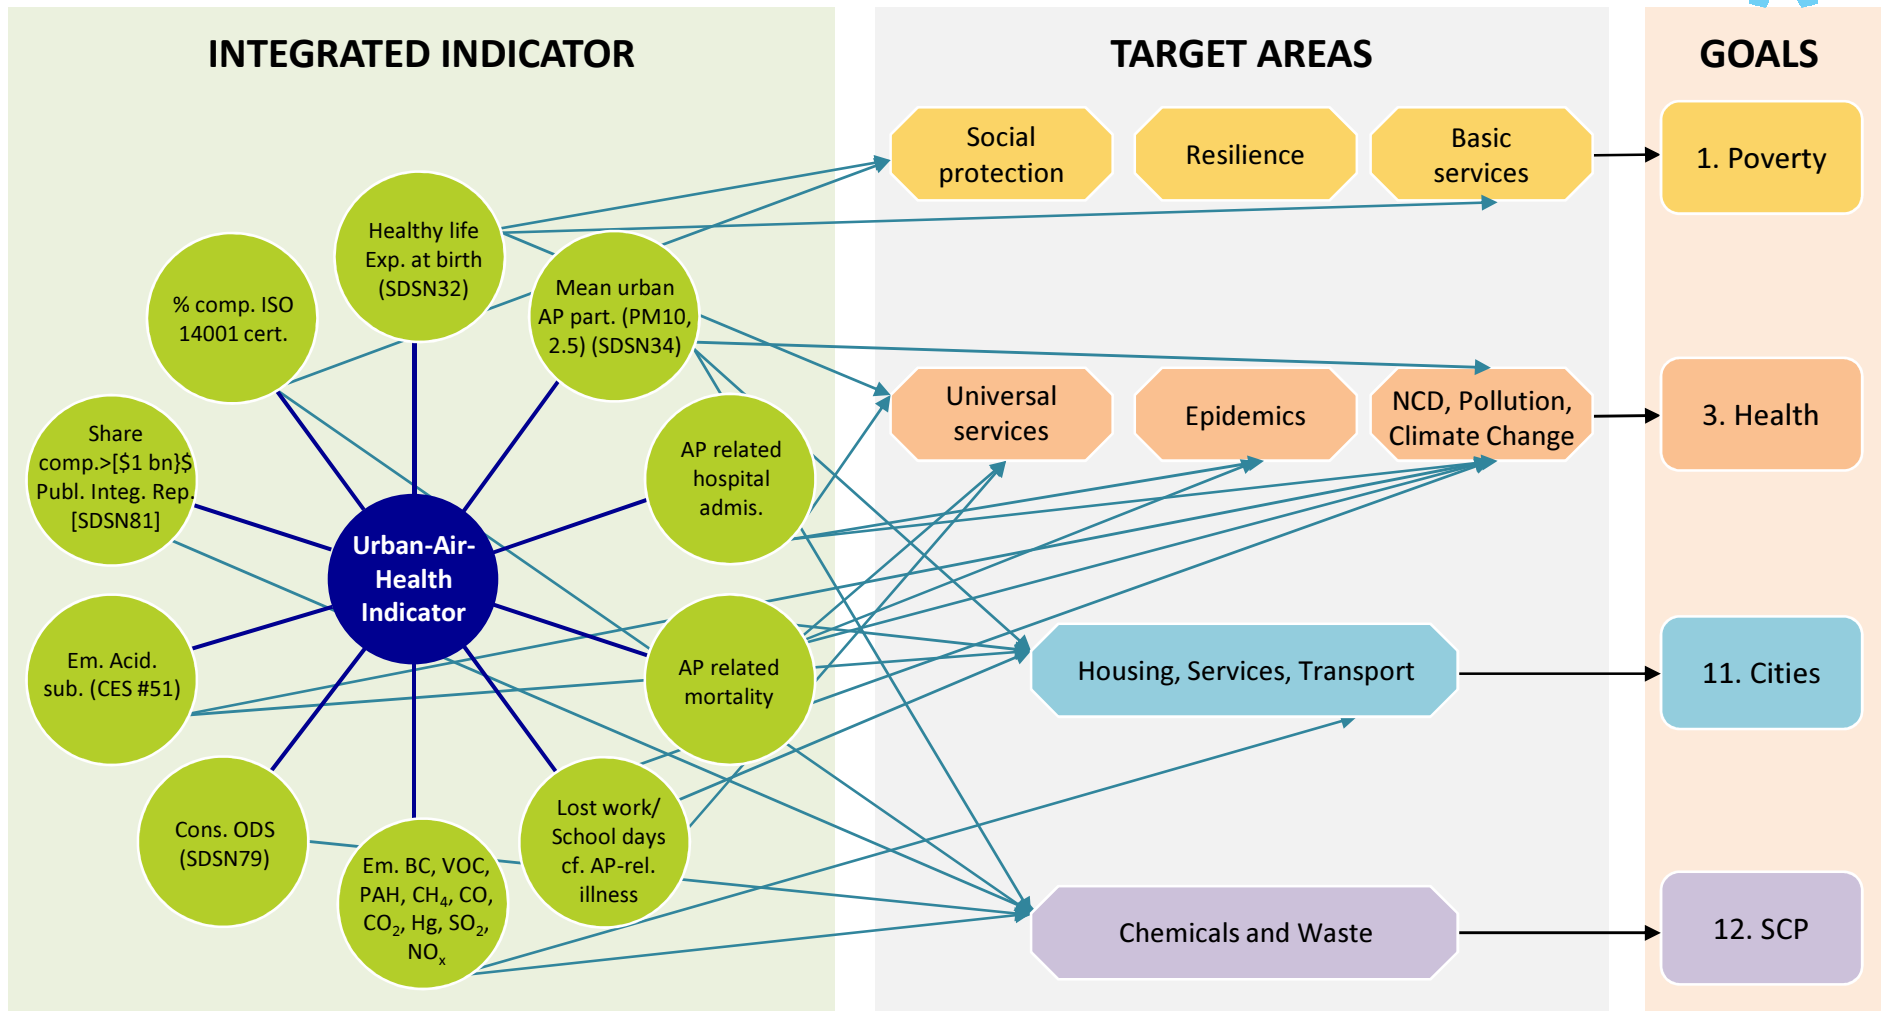 INTEGRATED INDICATOR
TARGET AREAS
GOALS
Social
protection
Resilience
Basic
services
1. Poverty
Healthy life
Exp. at birth
(SDSN32)
Mean urban
AP part. (PM10,
2.5) (SDSN34)
% comp. ISO
14001 cert.
Universal
services
Epidemics
NCD, Pollution,
Climate Change
3. Health
Share
comp.>[$1 bn}$
Publ. Integ. Rep.
[SDSN81]
AP related
hospital
admis.
Urban-Air-
Health
Indicator
Em. Acid.
sub. (CES #51)
AP related
mortality
Housing, Services, Transport
11. Cities
Cons. ODS
(SDSN79)
Em. BC, VOC,
PAH, CH₄, CO,
CO₂, Hg, SO₂,
NOₓ
Lost work/
School days
cf. AP-rel.
illness
Chemicals and Waste
12. SCP